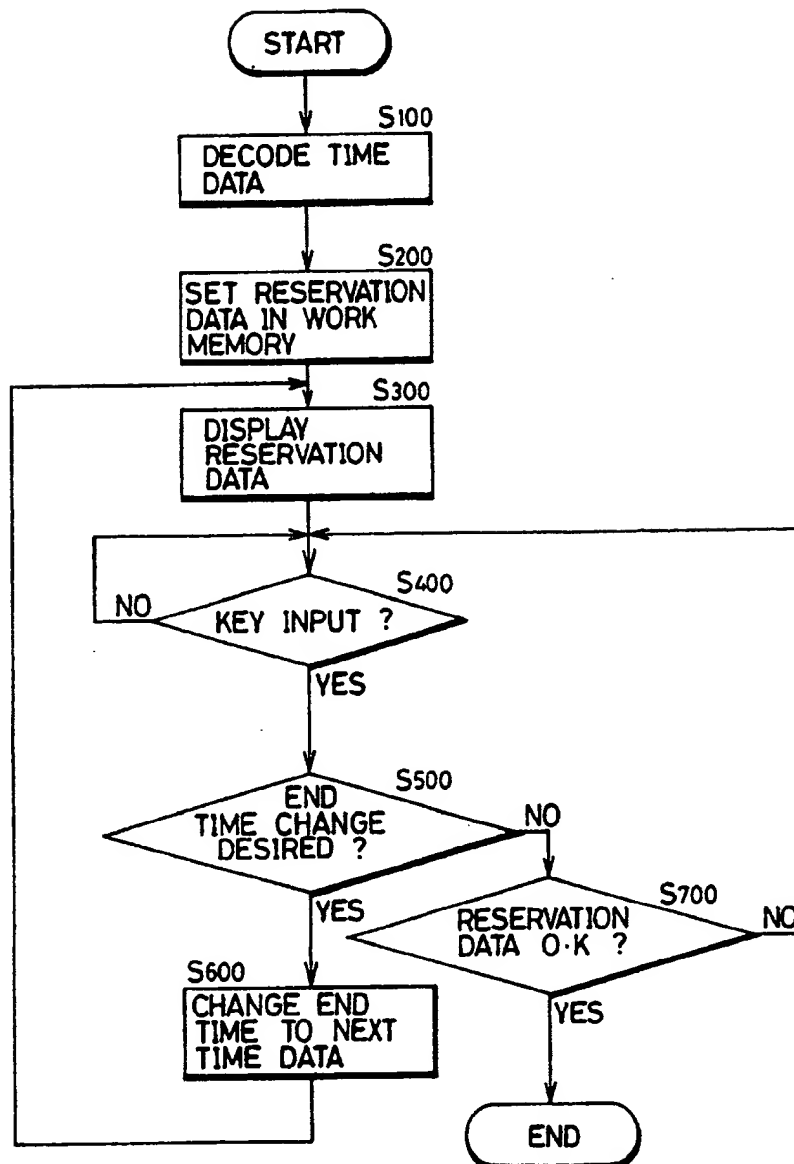 START
S100
DECODE TIME
DATA
S200
SET RESERVATION
DATA IN WORK
MEMORY
S300
DISPLAY
RESERVATION
DATA
S400
NO
KEY INPUT ?
YES
S500
END
TIME CHANGE
DESIRED ?
NO
YES
S700
RESERVATION
DATA O·K ?
NO
YES
S600
CHANGE END
TIME TO NEXT
TIME DATA
END